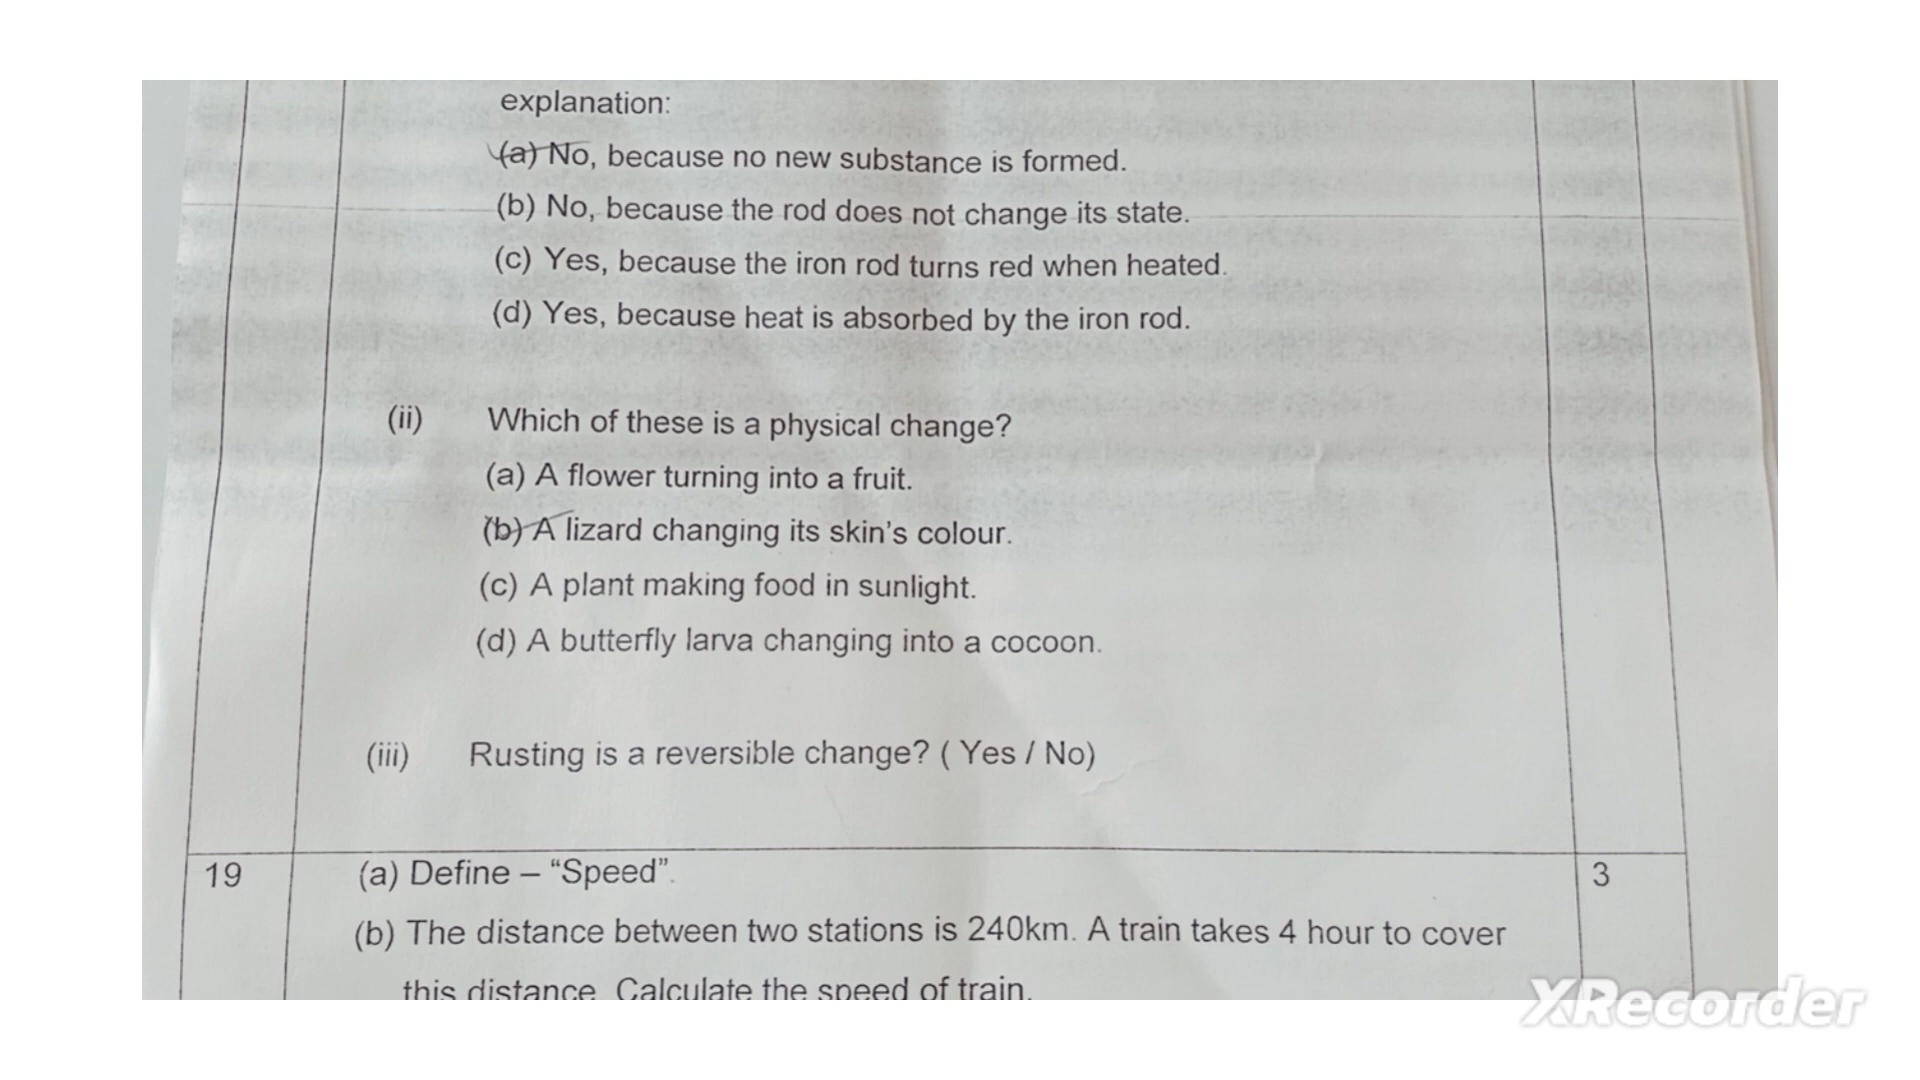 explanation:
(a) No, because no new substance is formed.
(b) No, because the rod does not change its state.
(c) Yes, because the iron rod turns red when heated.
(d) Yes, because heat is absorbed by the iron rod.
(ii) Which of these is a physical change?
(a) A flower turning into a fruit.
(b) A lizard changing its skin's colour.
(c) A plant making food in sunlight.
(d) A butterfly larva changing into a cocoon.
(iii) Rusting is a reversible change? ( Yes / No)
19 (a) Define – “Speed”. 3
(b) The distance between two stations is 240km. A train takes 4 hour to cover
this distance. Calculate the speed of train.
XRecorder